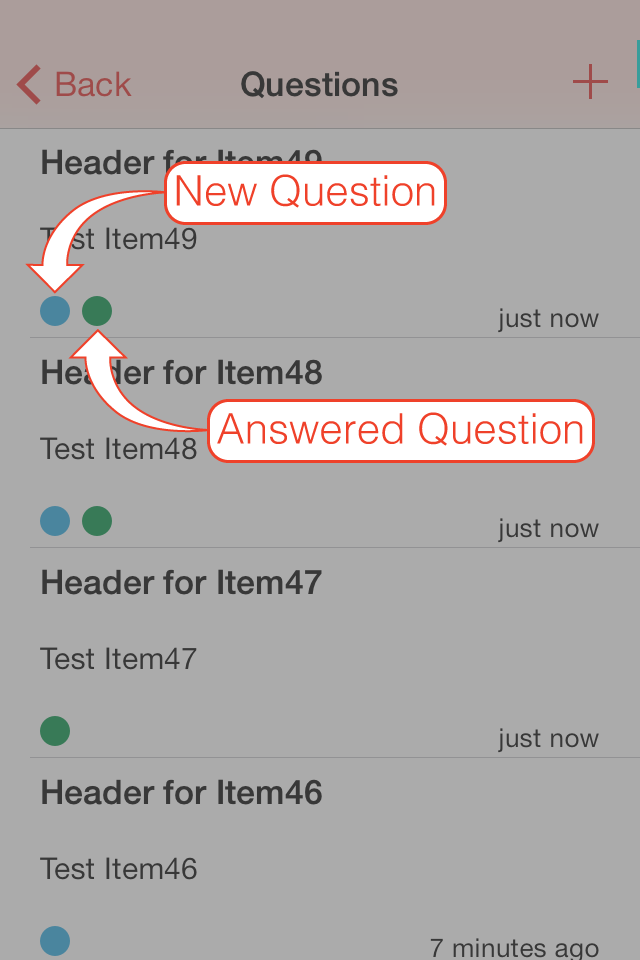 Back Questions +
Header for Item49
New Question
Test Item49
just now
Header for Item48
Answered Question
Test Item48
just now
Header for Item47
Test Item47
just now
Header for Item46
Test Item46
7 minutes ago